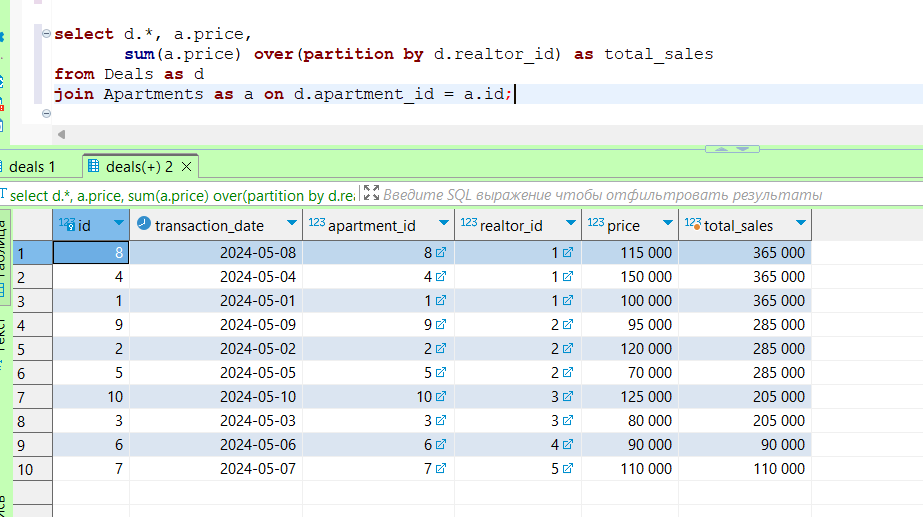 select d.*, a.price,
sum(a.price) over(partition by d.realtor_id) as total_sales
from Deals as d
join Apartments as a on d.apartment_id = a.id;
deals 1 deals(+) 2
select d.*, a.price, sum(a.price) over(partition by d.rea Введите SQL выражение чтобы отфильтровать результаты
123 id transaction_date 123 apartment_id 123 realtor_id 123 price 123 total_sales
1 8 2024-05-08 8 1 115 000 365 000
2 4 2024-05-04 4 1 150 000 365 000
3 1 2024-05-01 1 1 100 000 365 000
4 9 2024-05-09 9 2 95 000 285 000
5 2 2024-05-02 2 2 120 000 285 000
6 5 2024-05-05 5 2 70 000 285 000
7 10 2024-05-10 10 3 125 000 205 000
8 3 2024-05-03 3 3 80 000 205 000
9 6 2024-05-06 6 4 90 000 90 000
10 7 2024-05-07 7 5 110 000 110 000